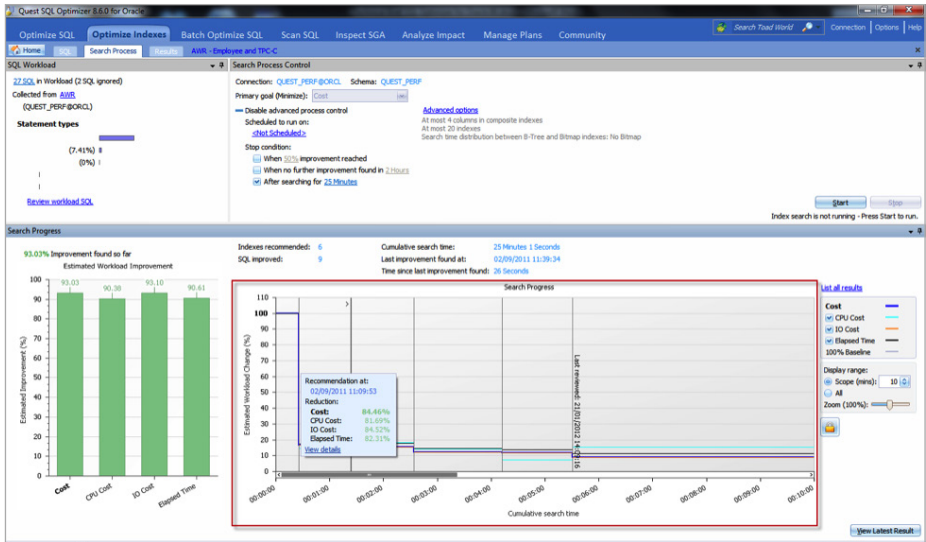 Quest SQL Optimizer 8.6.0 for Oracle
Optimize SQL Optimize Indexes Batch Optimize SQL Scan SQL Inspect SGA Analyze Impact Manage Plans Community
Search Toad World Connection Options Help
Home SQL Search Process Results AWR - Employee and TPC-C
SQL Workload
27 SQL in Workload (2 SQL ignored)
Collected from AWR
(QUEST_PERF@ORCL)
Statement types
(7.41%)
(0%)
Review workload SQL
Search Process Control
Connection: QUEST_PERF@ORCL Schema: QUEST_PERF
Primary goal (Minimize): Cost
Disable advanced process control
Scheduled to run on:
<Not Scheduled>
Stop condition:
When 50% improvement reached
When no further improvement found in 2 Hours
After searching for 25 Minutes
Advanced options
At most 4 columns in composite indexes
At most 20 indexes
Search time distribution between B-Tree and Bitmap indexes: No Bitmap
Start Stop
Index search is not running - Press Start to run.
Search Progress
93.03% Improvement found so far
Indexes recommended: 6
SQL improved: 9
Cumulative search time: 25 Minutes 1 Seconds
Last improvement found at: 02/09/2011 11:39:34
Time since last improvement found: 26 Seconds
Estimated Workload Improvement
Estimated Improvement (%)
100
90
80
70
60
50
40
30
20
10
0
93.03 90.38 93.10 90.61
Cost CPU Cost IO Cost Elapsed Time
Search Progress
Estimated Workload Change (%)
110
100
90
80
70
60
50
40
30
20
10
0
Recommendation at:
02/09/2011 11:09:53
Reduction:
Cost: 84.46%
CPU Cost: 81.69%
IO Cost: 84.52%
Elapsed Time: 82.31%
View details
Last reviewed: 21/01/2012 14:09:16
00:00:00 00:01:00 00:02:00 00:03:00 00:04:00 00:05:00 00:06:00 00:07:00 00:08:00 00:09:00 00:10:00
Cumulative search time
List all results
Cost
CPU Cost
IO Cost
Elapsed Time
100% Baseline
Display range:
Scope (mins): 10
All
Zoom (100%):
View Latest Result